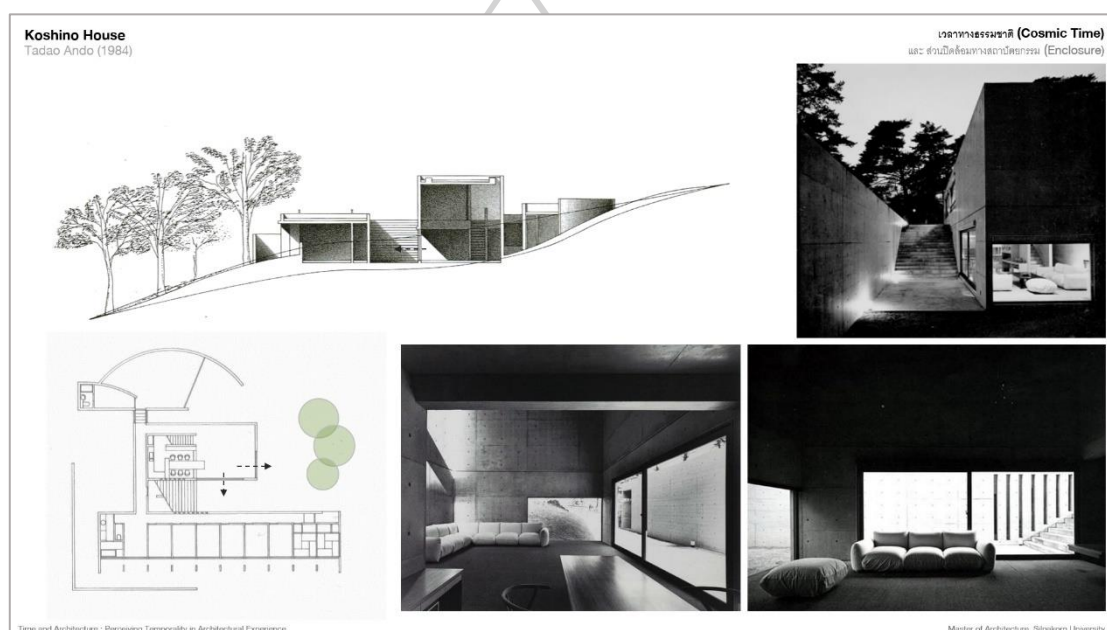 Koshino House
Tadao Ando (1984)
เวลาทางธรรมชาติ (Cosmic Time)
และ ส่วนปิดล้อมทางสถาปัตยกรรม (Enclosure)
Time and Architecture : Perceiving Temporality in Architectural Experience
Master of Architecture, Silpakorn University